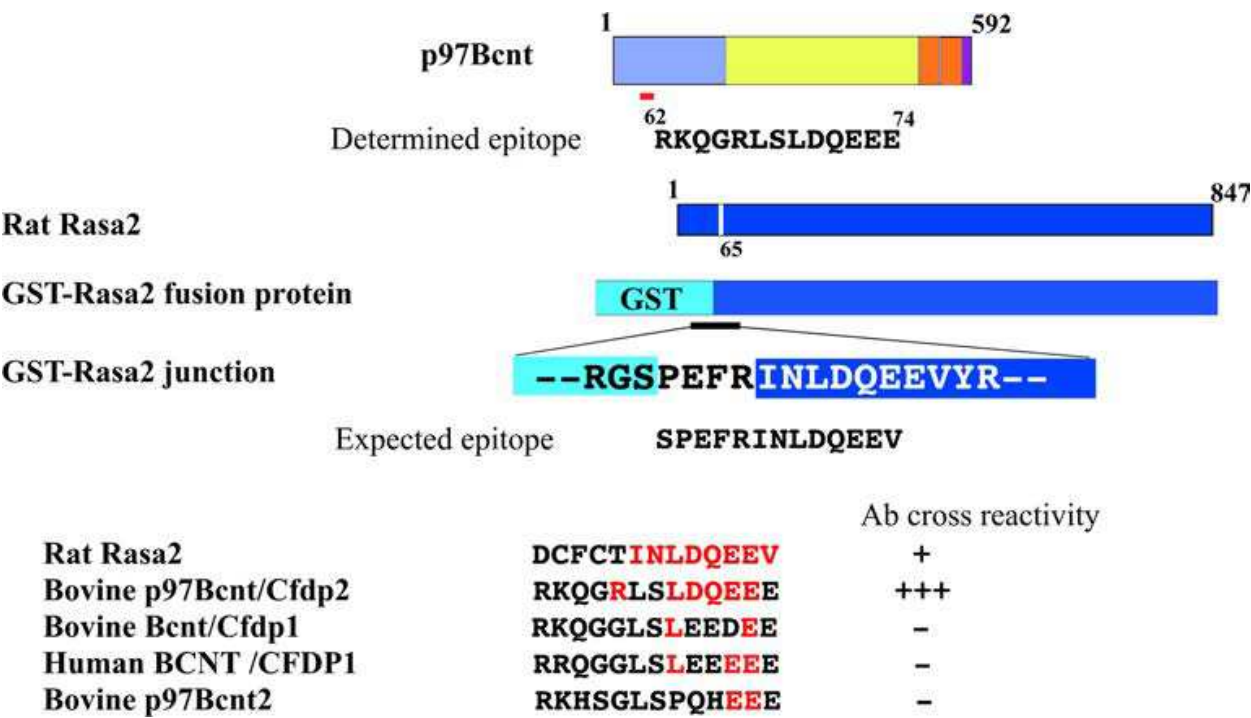 1 592
p97Bcnt
62 74
Determined epitope RKQGRLSLDQEEE
1 847
Rat Rasa2
65
GST-Rasa2 fusion protein GST
GST-Rasa2 junction --RGSPEFRINLDQEEVYR--
Expected epitope SPEFRINLDQEEV
Ab cross reactivity
Rat Rasa2 DCFCTINLDQEEV +
Bovine p97Bcnt/Cfdp2 RKQGRLSLDQEEE +++
Bovine Bcnt/Cfdp1 RKQGGLSLEEDEE –
Human BCNT /CFDP1 RRQGGLSLEEEEE –
Bovine p97Bcnt2 RKHSGLSPQHEEE –